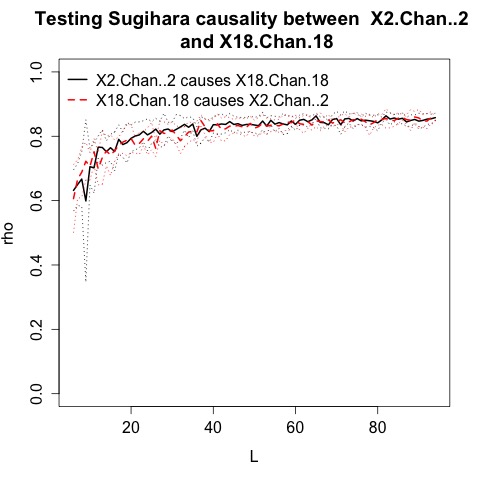 Testing Sugihara causality between  X2.Chan..2
and X18.Chan.18
X2.Chan..2 causes X18.Chan.18
X18.Chan.18 causes X2.Chan..2
rho
1.0
0.8
0.6
0.4
0.2
0.0
20 40 60 80
L